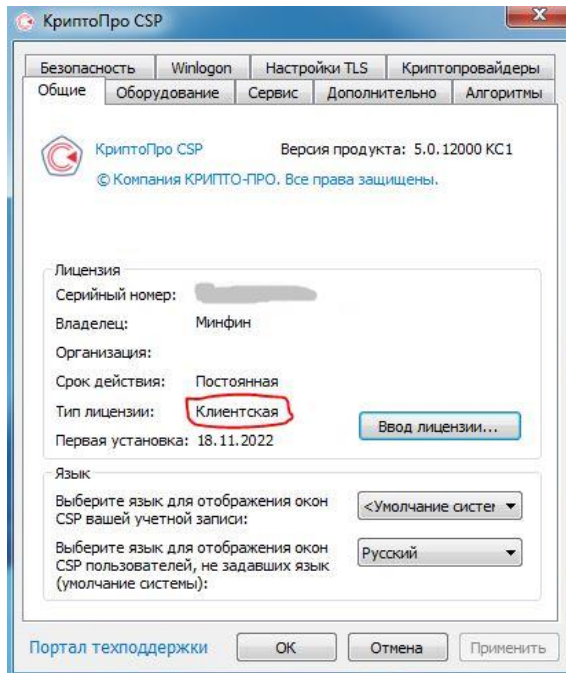 КриптоПро CSP
Безопасность Winlogon Настройки TLS Криптопровайдеры
Общие Оборудование Сервис Дополнительно Алгоритмы
КриптоПро CSP Версия продукта: 5.0.12000 КС1
© Компания КРИПТО-ПРО. Все права защищены.
Лицензия
Серийный номер:
Владелец: Минфин
Организация:
Срок действия: Постоянная
Тип лицензии: Клиентская
Ввод лицензии...
Первая установка: 18.11.2022
Язык
Выберите язык для отображения окон
CSP вашей учетной записи:
<Умолчание систег
Выберите язык для отображения окон
CSP пользователей, не задавших язык
(умолчание системы):
Русский
Портал техподдержки ОК Отмена Применить